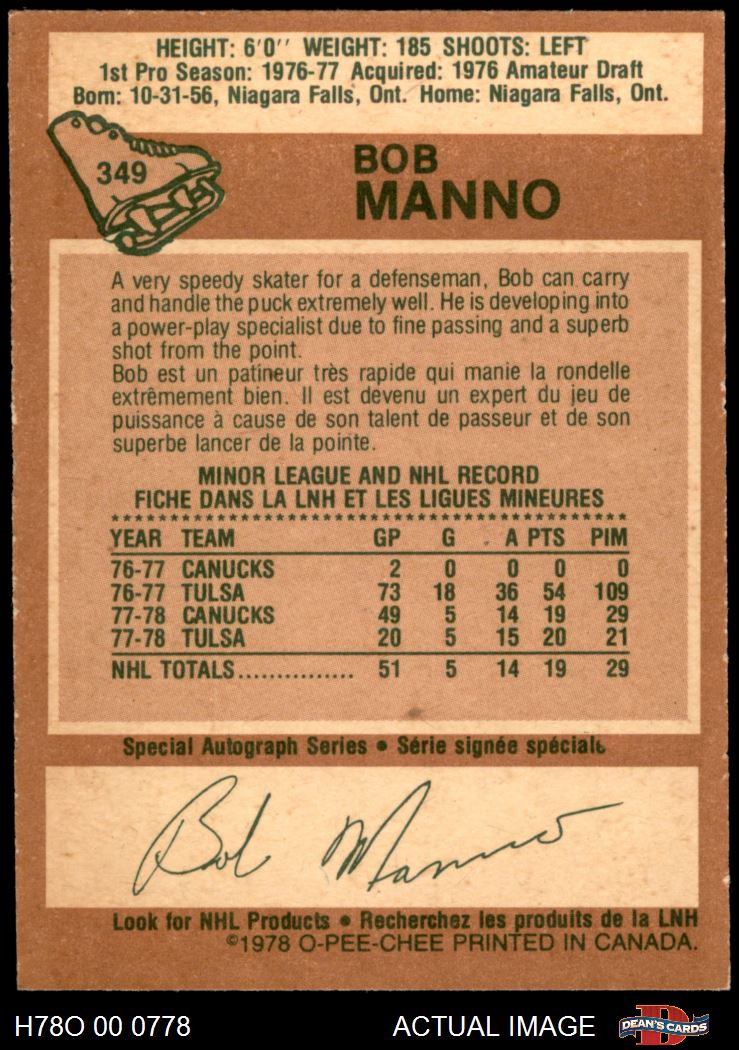 HEIGHT: 6'0'' WEIGHT: 185 SHOOTS: LEFT
1st Pro Season: 1976-77 Acquired: 1976 Amateur Draft
Born: 10-31-56, Niagara Falls, Ont. Home: Niagara Falls, Ont.
349
BOB
MANNO
A very speedy skater for a defenseman, Bob can carry
and handle the puck extremely well. He is developing into
a power-play specialist due to fine passing and a superb
shot from the point.
Bob est un patineur très rapide qui manie la rondelle
extrêmement bien. Il est devenu un expert du jeu de
puissance à cause de son talent de passeur et de son
superbe lancer de la pointe.
MINOR LEAGUE AND NHL RECORD
FICHE DANS LA LNH ET LES LIGUES MINEURES
YEAR TEAM GP G A PTS PIM
76-77 CANUCKS 2 0 0 0 0
76-77 TULSA 73 18 36 54 109
77-78 CANUCKS 49 5 14 19 29
77-78 TULSA 20 5 15 20 21
NHL TOTALS............... 51 5 14 19 29
Special Autograph Series • Série signée spéciale
Bob Manno
Look for NHL Products • Recherchez les produits de la LNH
©1978 O-PEE-CHEE PRINTED IN CANADA.
H78O 00 0778 ACTUAL IMAGE
D
DEAN'S CARDS